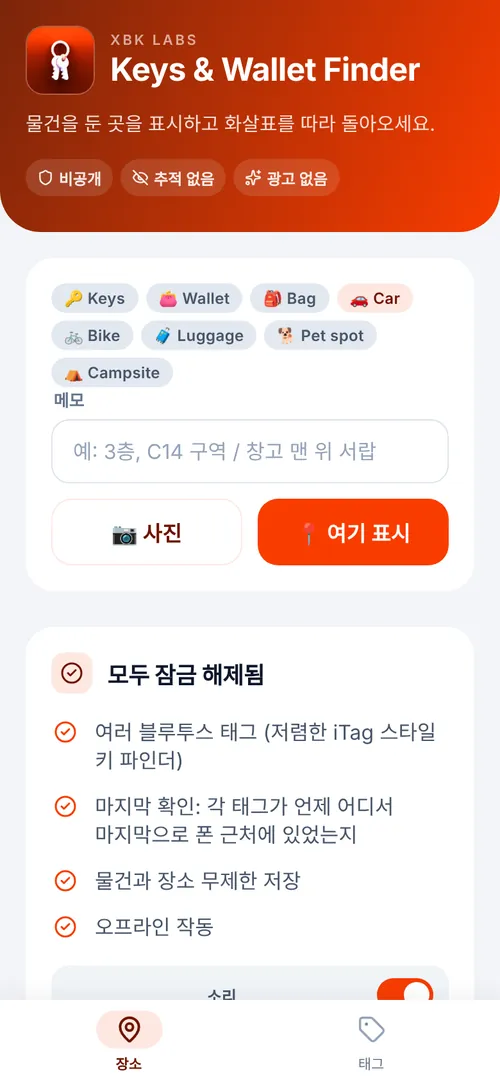 XBK LABS
Keys & Wallet Finder
물건을 둔 곳을 표시하고 화살표를 따라 돌아오세요.
비공개 추적 없음 광고 없음
Keys Wallet Bag Car
Bike Luggage Pet spot
Campsite
메모
예: 3층, C14 구역 / 창고 맨 위 서랍
사진 여기 표시
모두 잠금 해제됨
여러 블루투스 태그 (저렴한 iTag 스타일
키 파인더)
마지막 확인: 각 태그가 언제 어디서
마지막으로 폰 근처에 있었는지
물건과 장소 무제한 저장
오프라인 작동
소리
장소 태그